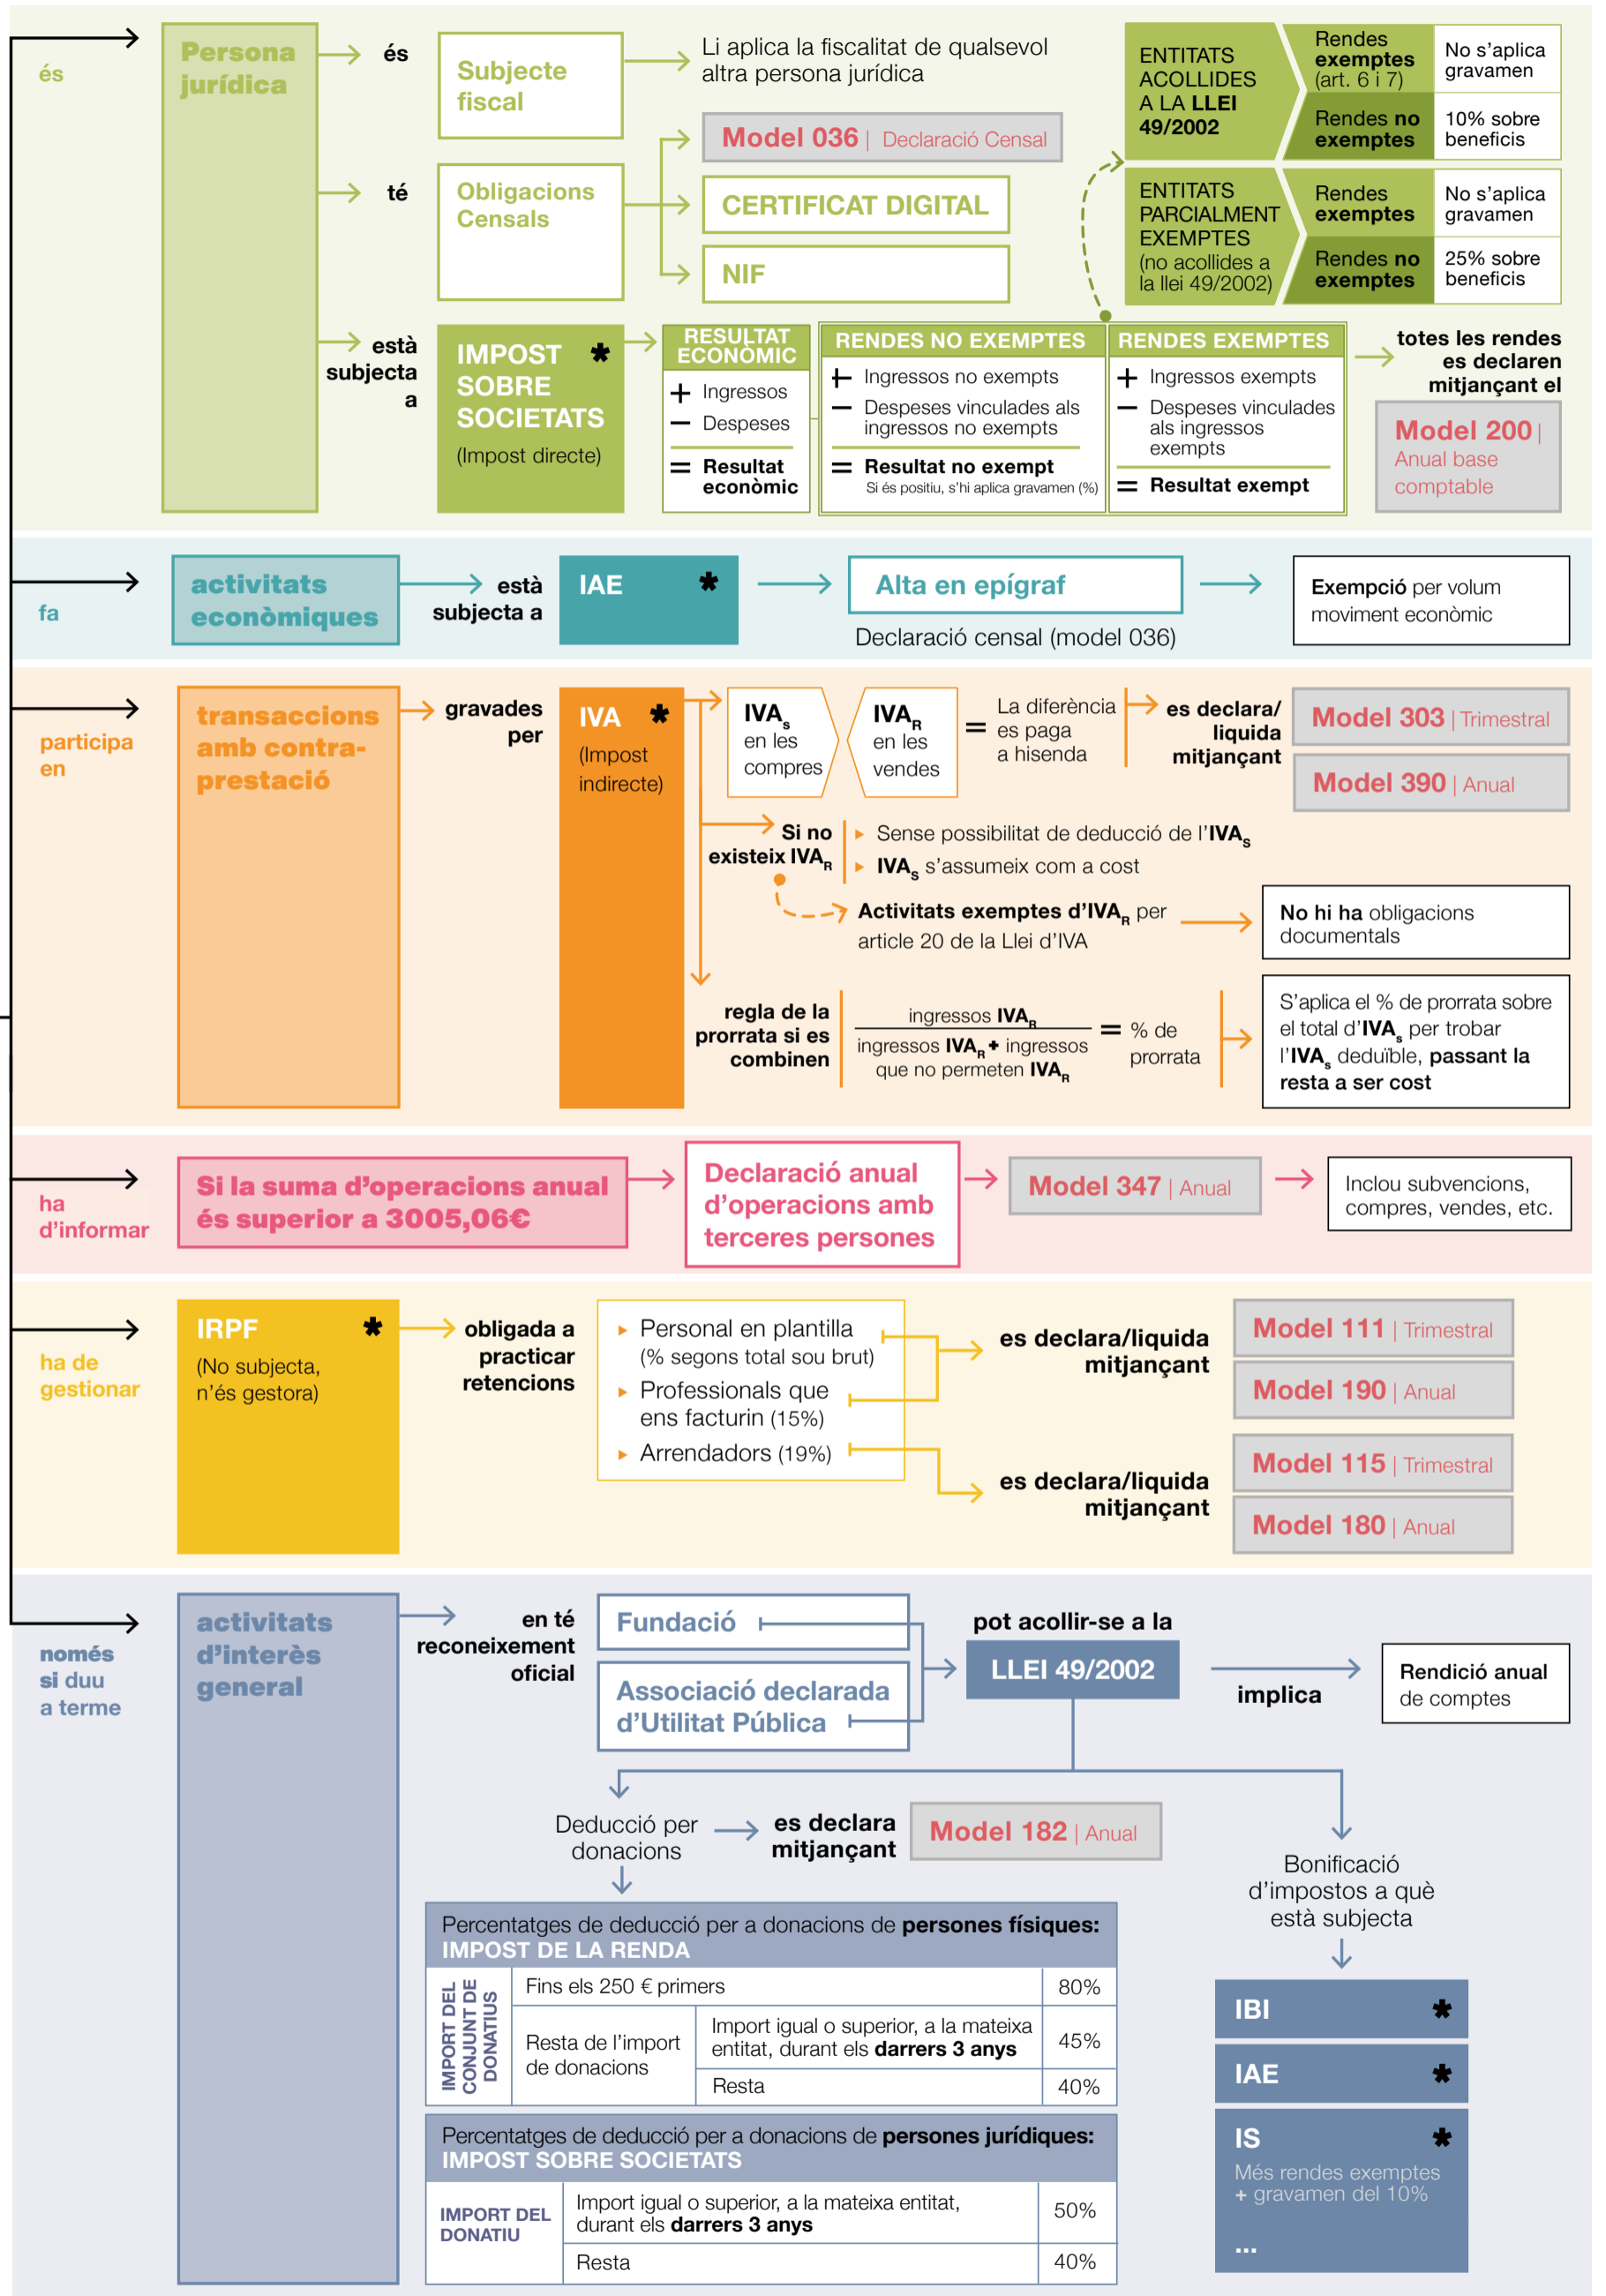 és
Persona
jurídica
és
Subjecte
fiscal
Li aplica la fiscalitat de qualsevol
altra persona jurídica
té
Obligacions
Censals
Model 036 | Declaració Censal
CERTIFICAT DIGITAL
NIF
ENTITATS
ACOLLIDES
A LA LLEI
49/2002
Rendes
exemptes
(art. 6 i 7)
No s'aplica
gravamen
Rendes no
exemptes
10% sobre
beneficis
ENTITATS
PARCIALMENT
EXEMPTES
(no acollides a
la llei 49/2002)
Rendes
exemptes
No s'aplica
gravamen
Rendes no
exemptes
25% sobre
beneficis
està
subjecta
a
IMPOST *
SOBRE
SOCIETATS
(Impost directe)
RESULTAT
ECONÒMIC
+ Ingressos
− Despeses
= Resultat
econòmic
RENDES NO EXEMPTES
+ Ingressos no exempts
− Despeses vinculades als
ingressos no exempts
= Resultat no exempt
Si és positiu, s'hi aplica gravamen (%)
RENDES EXEMPTES
+ Ingressos exempts
− Despeses vinculades
als ingressos
exempts
= Resultat exempt
totes les rendes
es declaren
mitjançant el
Model 200 |
Anual base
comptable
fa
activitats
econòmiques
està
subjecta a
IAE *
Alta en epígraf
Declaració censal (model 036)
Exempció per volum
moviment econòmic
participa
en
transaccions
amb contra-
prestació
gravades
per
IVA *
(Impost
indirecte)
IVAs
en les
compres
IVAR
en les
vendes
=
La diferència
es paga
a hisenda
es declara/
liquida
mitjançant
Model 303 | Trimestral
Model 390 | Anual
Si no
existeix IVAR
▸ Sense possibilitat de deducció de l'IVAs
▸ IVAs s'assumeix com a cost
Activitats exemptes d'IVAR per
article 20 de la Llei d'IVA
No hi ha obligacions
documentals
regla de la
prorrata si es
combinen
ingressos IVAR
ingressos IVAR + ingressos
que no permeten IVAR
= % de
prorrata
S'aplica el % de prorrata sobre
el total d'IVAs per trobar
l'IVAs deduïble, passant la
resta a ser cost
ha
d'informar
Si la suma d'operacions anual
és superior a 3005,06€
Declaració anual
d'operacions amb
terceres persones
Model 347 | Anual
Inclou subvencions,
compres, vendes, etc.
ha de
gestionar
IRPF *
(No subjecta,
n'és gestora)
obligada a
practicar
retencions
▸ Personal en plantilla
(% segons total sou brut)
▸ Professionals que
ens facturin (15%)
▸ Arrendadors (19%)
es declara/liquida
mitjançant
Model 111 | Trimestral
Model 190 | Anual
es declara/liquida
mitjançant
Model 115 | Trimestral
Model 180 | Anual
només
si duu
a terme
activitats
d'interès
general
en té
reconeixement
oficial
Fundació
Associació declarada
d'Utilitat Pública
pot acollir-se a la
LLEI 49/2002
implica
Rendició anual
de comptes
Deducció per
donacions
es declara
mitjançant
Model 182 | Anual
Percentatges de deducció per a donacions de persones físiques:
IMPOST DE LA RENDA
IMPORT DEL
CONJUNT DE
DONATIUS
Fins els 250 € primers
80%
Resta de l'import
de donacions
Import igual o superior, a la mateixa
entitat, durant els darrers 3 anys
45%
Resta
40%
Percentatges de deducció per a donacions de persones jurídiques:
IMPOST SOBRE SOCIETATS
IMPORT DEL
DONATIU
Import igual o superior, a la mateixa entitat,
durant els darrers 3 anys
50%
Resta
40%
Bonificació
d'impostos a què
està subjecta
IBI *
IAE *
IS *
Més rendes exemptes
+ gravamen del 10%
...